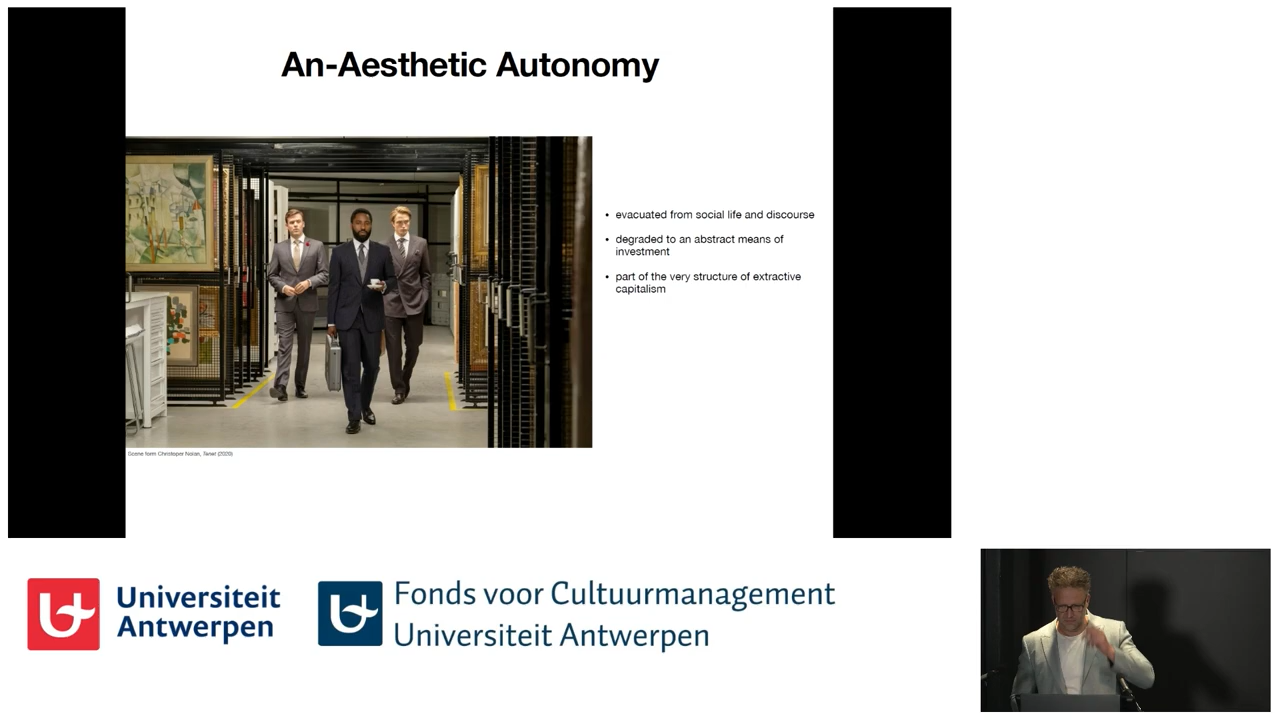 An-Aesthetic Autonomy
• evacuated from social life and discourse
• degraded to an abstract means of
investment
• part of the very structure of extractive
capitalism
Scene form Christoper Nolan, Tenet (2020)
Universiteit
Antwerpen
Fonds voor Cultuurmanagement
Universiteit Antwerpen